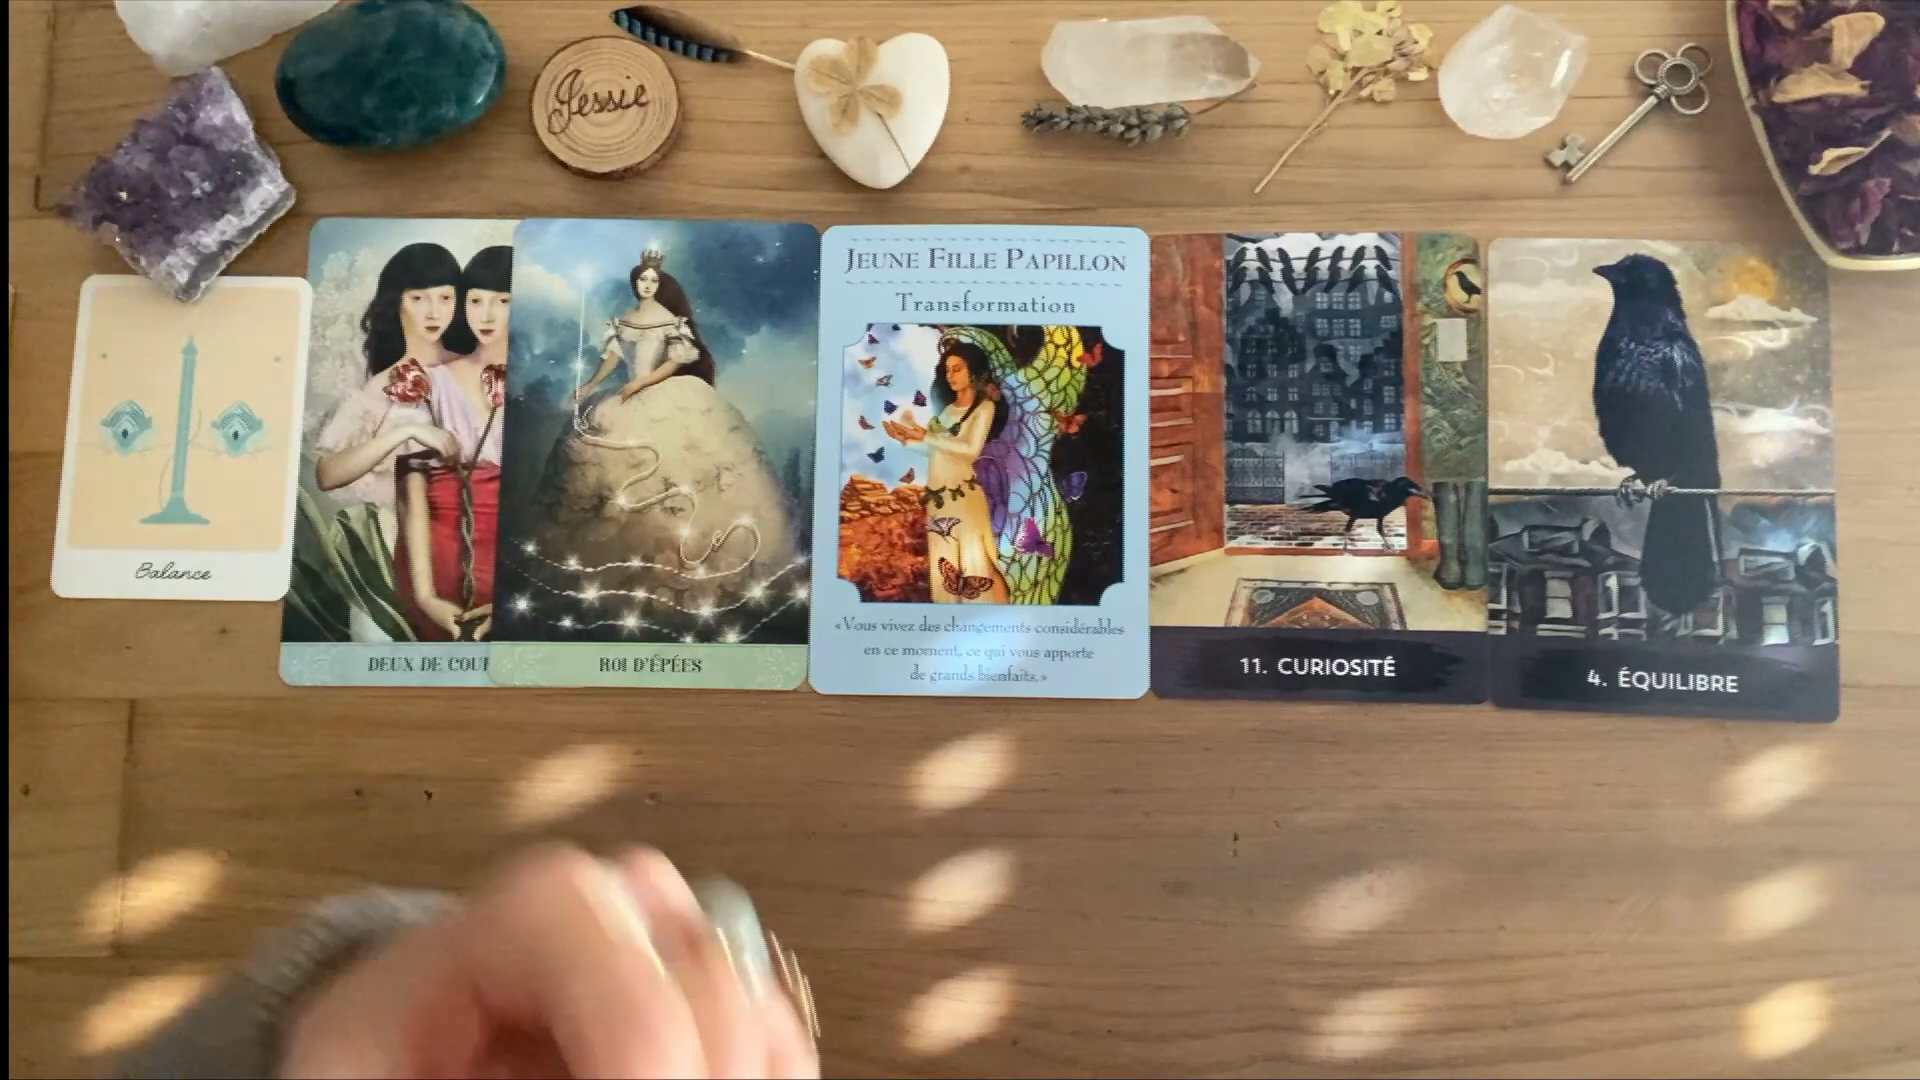 Jessie
Balance
DEUX DE COU
ROI D'ÉPÉES
JEUNE FILLE PAPILLON
Transformation
«Vous vivez des changements considérables
en ce moment, ce qui vous apporte
de grands bienfaits.»
11. CURIOSITÉ
4. ÉQUILIBRE